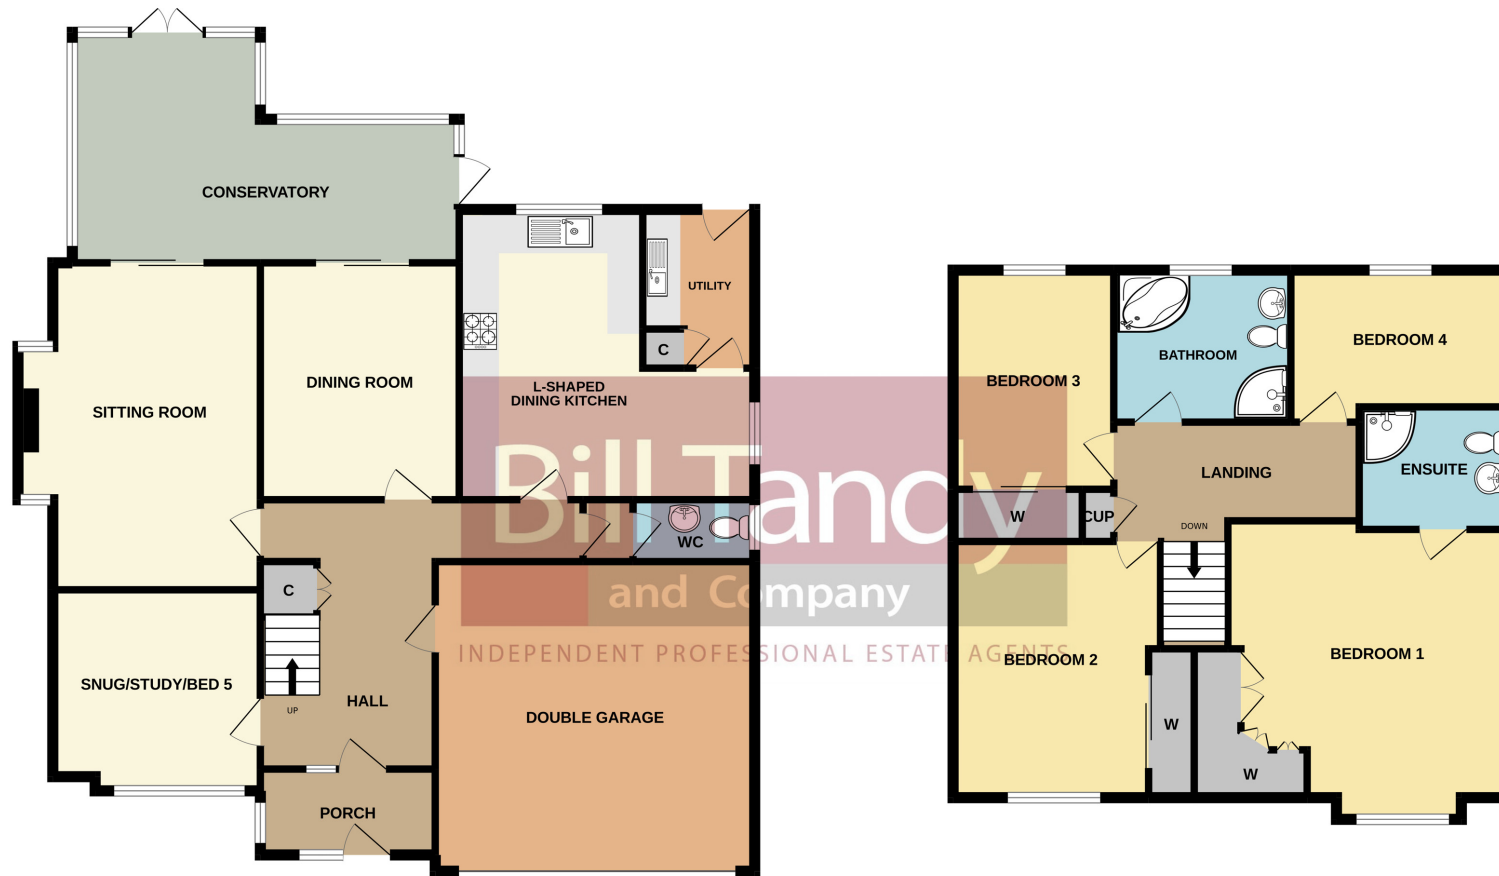 CONSERVATORY
UTILITY
C
L-SHAPED
DINING KITCHEN
DINING ROOM
SITTING ROOM
WC
C
SNUG/STUDY/BED 5
UP
HALL
DOUBLE GARAGE
PORCH
BATHROOM
BEDROOM 4
BEDROOM 3
ENSUITE
LANDING
W
CUP
DOWN
BEDROOM 2
BEDROOM 1
W
W
Bill Tandy
and Company
INDEPENDENT PROFESSIONAL ESTATE AGENTS